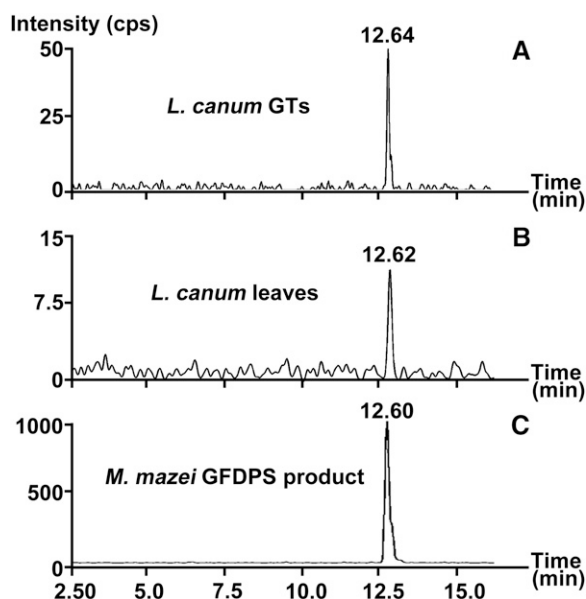 Intensity (cps)
50
25
0
12.64
A
L. canum GTs
Time
(min)
15
7.5
0
12.62
B
L. canum leaves
Time
(min)
1000
500
0
12.60
C
M. mazei GFDPS product
Time
(min)
2.50 5.0 7.5 10.0 12.5 15.0